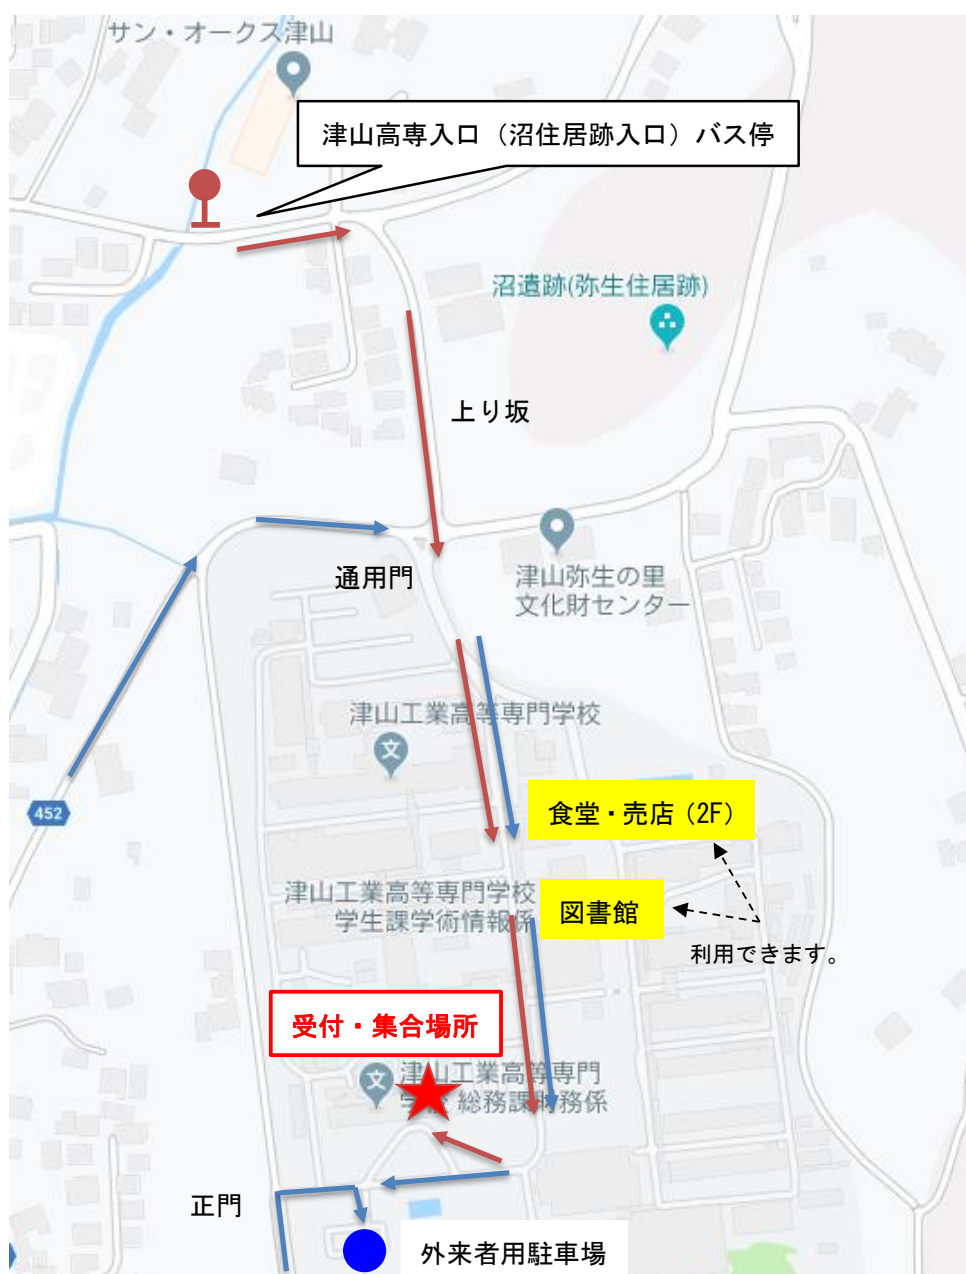 サン・オークス津山
津山高専入口（沼住居跡入口）バス停
沼遺跡(弥生住居跡)
上り坂
通用門
津山弥生の里
文化財センター
津山工業高等専門学校
文
452
食堂・売店（2F）
津山工業高等専門学校
学生課学術情報係
図書館
利用できます。
受付・集合場所
文
津山工業高等専門
学校 総務課財務係
正門
外来者用駐車場